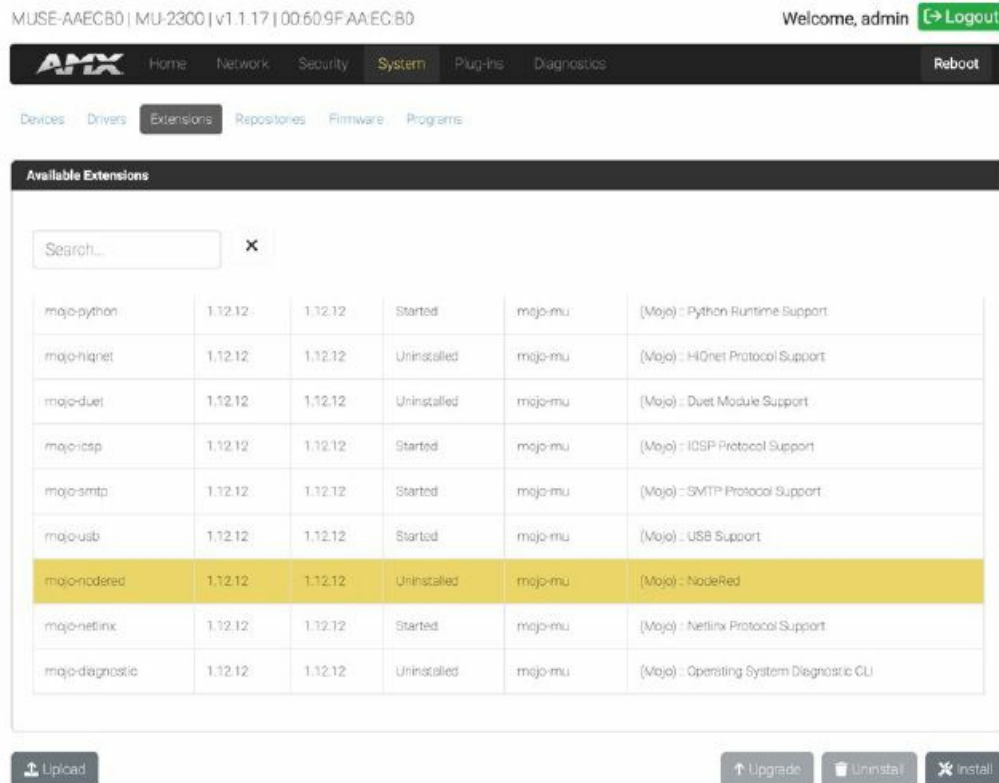 MUSE-AAECB0 | MU-2300 | v1.1.17 | 00:60:9F:AA:EC:B0 Welcome, admin Logout
AMX Home Network Security System Plug-ins Diagnostics Reboot
Devices Drivers Extensions Repositories Firmware Programs
Available Extensions
Search...
mojo-python 1.12.12 1.12.12 Started mojo-mu (Mojo) :: Python Runtime Support
mojo-hiqnet 1.12.12 1.12.12 Uninstalled mojo-mu (Mojo) :: HiQnet Protocol Support
mojo-duet 1.12.12 1.12.12 Uninstalled mojo-mu (Mojo) :: Duet Module Support
mojo-icsp 1.12.12 1.12.12 Started mojo-mu (Mojo) :: ICSP Protocol Support
mojo-smtp 1.12.12 1.12.12 Started mojo-mu (Mojo) :: SMTP Protocol Support
mojo-usb 1.12.12 1.12.12 Started mojo-mu (Mojo) :: USB Support
mojo-nodered 1.12.12 1.12.12 Uninstalled mojo-mu (Mojo) :: NodeRed
mojo-netlinx 1.12.12 1.12.12 Started mojo-mu (Mojo) :: Netlinx Protocol Support
mojo-diagnostic 1.12.12 1.12.12 Uninstalled mojo-mu (Mojo) :: Operating System Diagnostic CLI
Upload Upgrade Uninstall Install